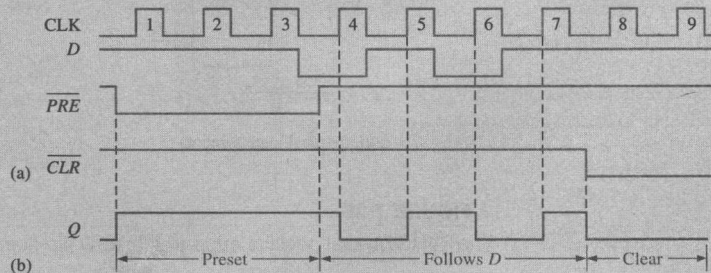 CLK 1 2 3 4 5 6 7 8 9
D
PRE
(a) CLR
Q
(b) Preset Follows D Clear